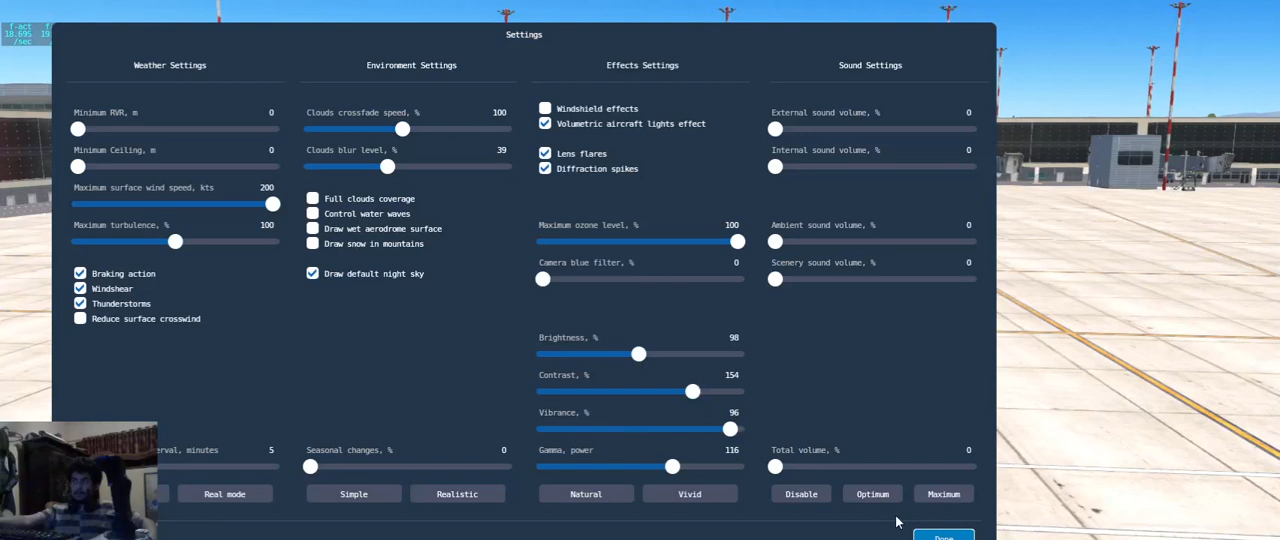 f-act
18.695 19.
/sec /s
Settings
Weather Settings
Minimum RVR, m 0
Minimum Ceiling, m 0
Maximum surface wind speed, kts 200
Maximum turbulence, % 100
Braking action
Windshear
Thunderstorms
Reduce surface crosswind
erval, minutes 5
Real mode
Environment Settings
Clouds crossfade speed, % 100
Clouds blur level, % 39
Full clouds coverage
Control water waves
Draw wet aerodrome surface
Draw snow in mountains
Draw default night sky
Seasonal changes, % 0
Simple Realistic
Effects Settings
Windshield effects
Volumetric aircraft lights effect
Lens flares
Diffraction spikes
Maximum ozone level, % 100
Camera blue filter, % 0
Brightness, % 98
Contrast, % 154
Vibrance, % 96
Gamma, power 116
Natural Vivid
Sound Settings
External sound volume, % 0
Internal sound volume, % 0
Ambient sound volume, % 0
Scenery sound volume, % 0
Total volume, % 0
Disable Optimum Maximum
Done